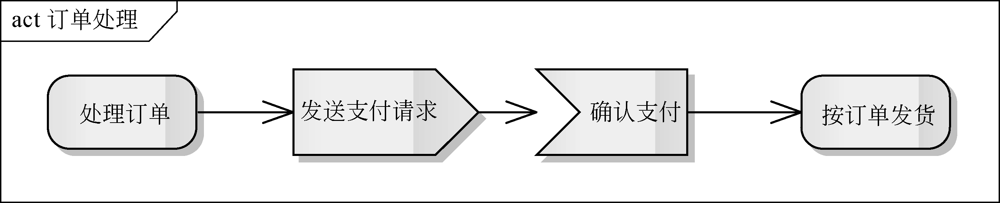 act 订单处理
处理订单
发送支付请求
确认支付
按订单发货